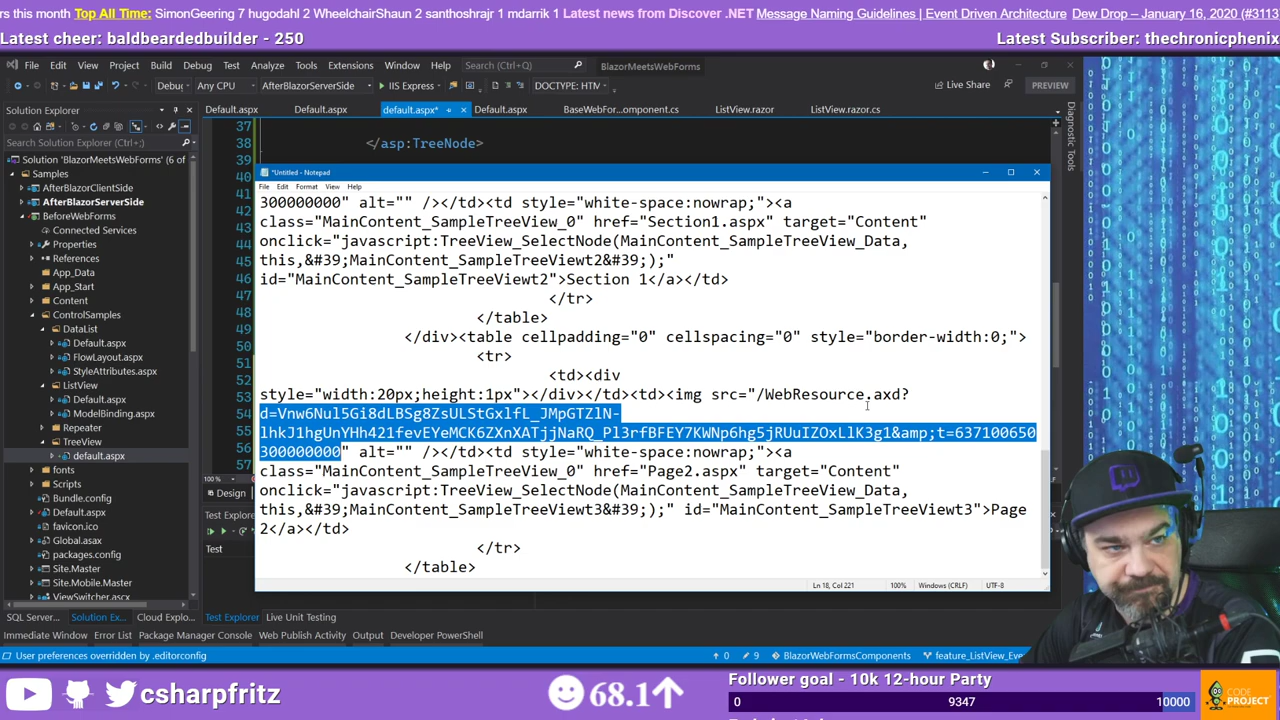 rs this month Top All Time: SimonGeering 7 hugodahl 2 WheelchairShaun 2 santhoshrajr 1 mdarrik 1 Latest news from Discover .NET Message Naming Guidelines | Event Driven Architecture Dew Drop – January 16, 2020 (#3113
Latest cheer: baldbeardedbuilder - 250
Latest Subscriber: thechronicphenix
File Edit View Project Build Debug Test Analyze Tools Extensions Window Help Search (Ctrl+Q) BlazorMeetsWebForms
Debug Any CPU AfterBlazorServerSide IIS Express DOCTYPE: HTM Live Share PREVIEW
Solution Explorer
Default.aspx Default.aspx default.aspx* Default.aspx BaseWebFor...omponent.cs ListView.razor ListView.razor.cs
Search Solution Explorer (Ctrl+;)
Solution 'BlazorMeetsWebForms' (6 of
Samples
AfterBlazorClientSide
AfterBlazorServerSide
BeforeWebForms
Connected Services
Properties
References
App_Data
App_Start
Content
ControlSamples
DataList
Default.aspx
FlowLayout.aspx
StyleAttributes.aspx
ListView
Default.aspx
ModelBinding.aspx
Repeater
TreeView
default.aspx
fonts
Scripts
Bundle.config
Default.aspx
favicon.ico
Global.asax
packages.config
Site.Master
Site.Mobile.Master
ViewSwitcher.ascx
37
38 </asp:TreeNode>
39
40
41
42
43
44
45
46
47
48
49
50
51
52
53
54
55
56
57
*Untitled - Notepad
File Edit Format View Help
300000000" alt="" /></td><td style="white-space:nowrap;"><a
class="MainContent_SampleTreeView_0" href="Section1.aspx" target="Content"
onclick="javascript:TreeView_SelectNode(MainContent_SampleTreeView_Data,
this,&#39;MainContent_SampleTreeViewt2&#39;);"
id="MainContent_SampleTreeViewt2">Section 1</a></td>
</tr>
</table>
</div><table cellpadding="0" cellspacing="0" style="border-width:0;">
<tr>
<td><div
style="width:20px;height:1px"></div></td><td><img src="/WebResource.axd?
d=Vnw6Nul5Gi8dLBSg8ZsULStGxlfL_JMpGTZlN-
lhkJ1hgUnYHh421fevEYeMCK6ZXnXATjjNaRQ_Pl3rfBFEY7KWNp6hg5jRUuIZOxLlK3g1&amp;t=637100650
300000000" alt="" /></td><td style="white-space:nowrap;"><a
class="MainContent_SampleTreeView_0" href="Page2.aspx" target="Content"
onclick="javascript:TreeView_SelectNode(MainContent_SampleTreeView_Data,
this,&#39;MainContent_SampleTreeViewt3&#39;);" id="MainContent_SampleTreeViewt3">Page
2</a></td>
</tr>
</table>
Ln 18, Col 221 100% Windows (CRLF) UTF-8
Diagnostic Tools
Design
Test Explorer
Test
SQL Server... Solution Ex... Cloud Explo... Test Explorer Live Unit Testing
Immediate Window Error List Package Manager Console Web Publish Activity Output Developer PowerShell
User preferences overridden by .editorconfig
0 9 BlazorWebFormsComponents feature_ListView_Eve
csharpfritz
68.1
Follower goal - 10k 12-hour Party
0 9347 10000
CODE
PROJECT